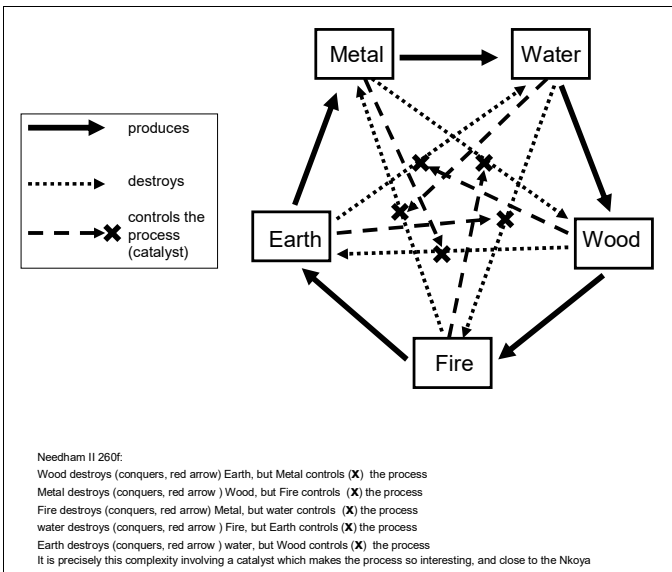 Metal
Water
produces
destroys
controls the
process
(catalyst)
Earth
Wood
Fire
Needham II 260f:
Wood destroys (conquers, red arrow) Earth, but Metal controls (X) the process
Metal destroys (conquers, red arrow ) Wood, but Fire controls (X) the process
Fire destroys (conquers, red arrow) Metal, but water controls (X) the process
water destroys (conquers, red arrow ) Fire, but Earth controls (X) the process
Earth destroys (conquers, red arrow ) water, but Wood controls (X) the process
It is precisely this complexity involving a catalyst which makes the process so interesting, and close to the Nkoya